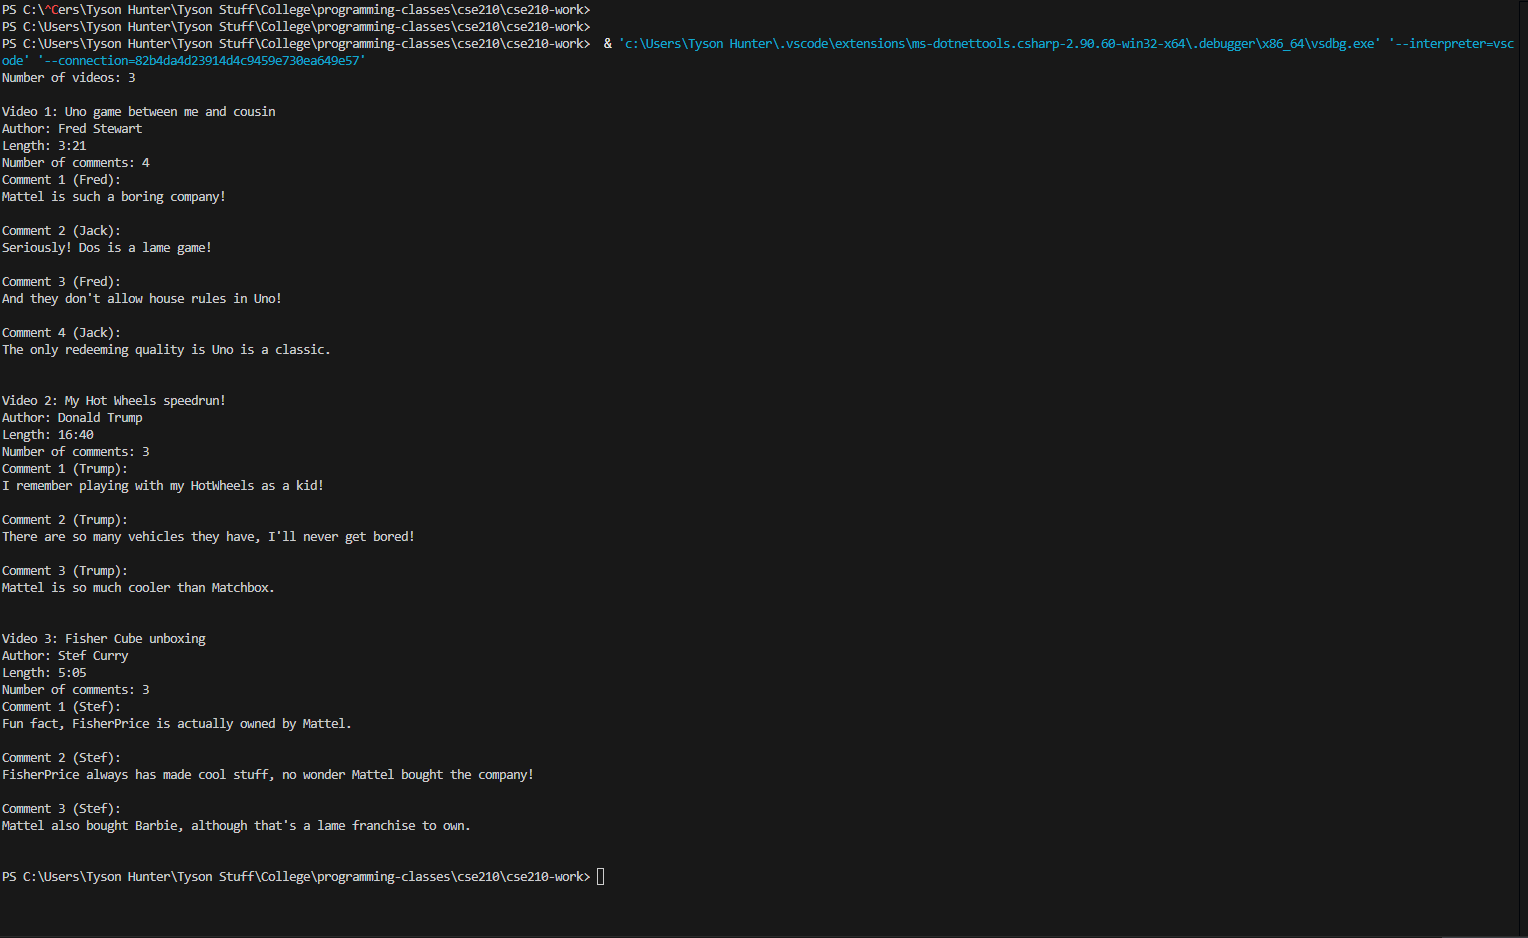 PS C:\^Cers\Tyson Hunter\Tyson Stuff\College\programming-classes\cse210\cse210-work>
PS C:\Users\Tyson Hunter\Tyson Stuff\College\programming-classes\cse210\cse210-work>
PS C:\Users\Tyson Hunter\Tyson Stuff\College\programming-classes\cse210\cse210-work>  & 'c:\Users\Tyson Hunter\.vscode\extensions\ms-dotnettools.csharp-2.90.60-win32-x64\.debugger\x86_64\vsdbg.exe' '--interpreter=vsc
ode' '--connection=82b4da4d23914d4c9459e730ea649e57'
Number of videos: 3

Video 1: Uno game between me and cousin
Author: Fred Stewart
Length: 3:21
Number of comments: 4
Comment 1 (Fred):
Mattel is such a boring company!

Comment 2 (Jack):
Seriously! Dos is a lame game!

Comment 3 (Fred):
And they don't allow house rules in Uno!

Comment 4 (Jack):
The only redeeming quality is Uno is a classic.

Video 2: My Hot Wheels speedrun!
Author: Donald Trump
Length: 16:40
Number of comments: 3
Comment 1 (Trump):
I remember playing with my HotWheels as a kid!

Comment 2 (Trump):
There are so many vehicles they have, I'll never get bored!

Comment 3 (Trump):
Mattel is so much cooler than Matchbox.

Video 3: Fisher Cube unboxing
Author: Stef Curry
Length: 5:05
Number of comments: 3
Comment 1 (Stef):
Fun fact, FisherPrice is actually owned by Mattel.

Comment 2 (Stef):
FisherPrice always has made cool stuff, no wonder Mattel bought the company!

Comment 3 (Stef):
Mattel also bought Barbie, although that's a lame franchise to own.

PS C:\Users\Tyson Hunter\Tyson Stuff\College\programming-classes\cse210\cse210-work>